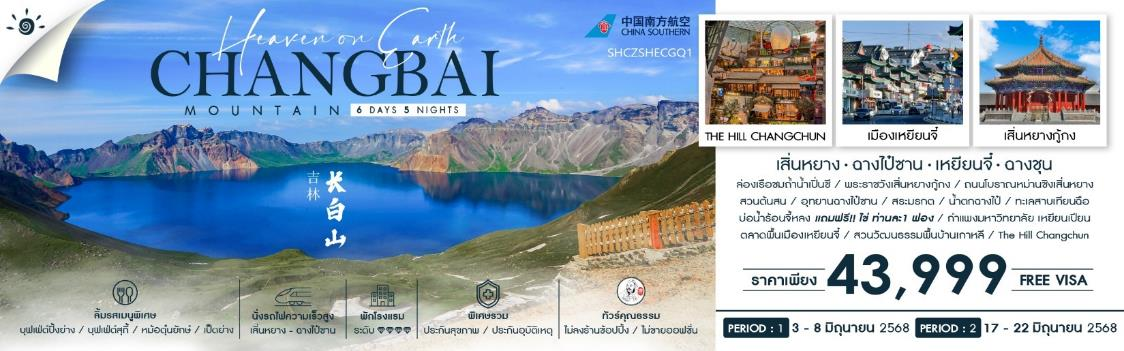 Heaven on Earth
CHANGBAI
MOUNTAIN 6 DAYS 5 NIGHTS
中国南方航空
CHINA SOUTHERN
SHCZSHECGQ1
吉林
长白山
ลิ้มรสเมนูพิเศษ
บุฟเฟ่ต์ปิ้งย่าง / บุฟเฟ่ต์สุกี้ / หม้อตุ๋นยักษ์ / เป็ดย่าง
นั่งรถไฟความเร็วสูง
เสิ่นหยาง - ฉางไป๋ซาน
พักโรงแรม
ระดับ
พิเศษรวม
ประกันสุขภาพ / ประกันอุบัติเหตุ
ทัวร์คุณธรรม
ไม่ลงร้านช้อปปิ้ง / ไม่ขายออฟชั่น
THE HILL CHANGCHUN
เมืองเหยียนจี๋
เสิ่นหยางกู้กง
เสิ่นหยาง · ฉางไป๋ซาน · เหยียนจี๋ · ฉางชุน
ล่องเรือชมถ้ำน้ำเปิ่นซี / พระราชวังเสิ่นหยางกู้กง / ถนนโบราณหม่านชิงเสิ่นหยาง
สวนต้นสน / อุทยานฉางไป๋ซาน / สระมรกต / น้ำตกฉางไป๋ / ทะเลสาบเทียนฉือ
บ่อน้ำร้อนจี้หลง แถมฟรี!! ไข่ ท่านละ1 ฟอง / กำแพงมหาวิทยาลัย เหยียนเปียน
ตลาดพื้นเมืองเหยียนจี๋ / สวนวัฒนธรรมพื้นบ้านเกาหลี / The Hill Changchun
ราคาเพียง 43,999 FREE VISA
PERIOD : 1 3 - 8 มิถุนายน 2568 PERIOD : 2 17 - 22 มิถุนายน 2568